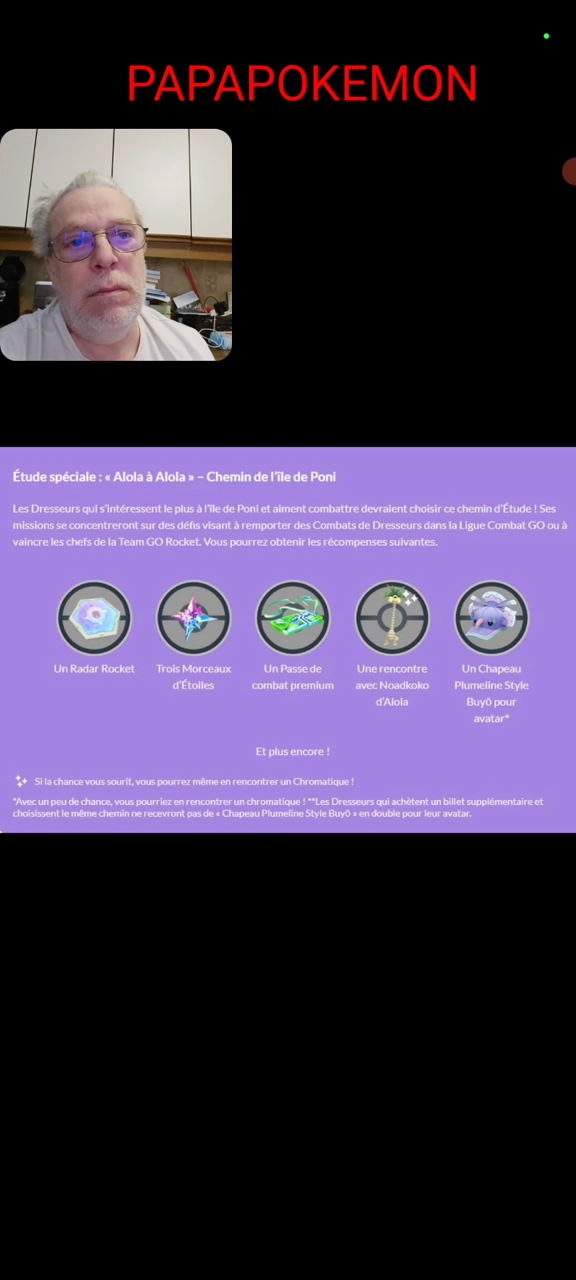 PAPAPOKEMON
Étude spéciale : « Alola à Alola » – Chemin de l'île de Poni
Les Dresseurs qui s'intéressent le plus à l'île de Poni et aiment combattre devraient choisir ce chemin d'Étude ! Ses
missions se concentreront sur des défis visant à remporter des Combats de Dresseurs dans la Ligue Combat GO ou à
vaincre les chefs de la Team GO Rocket. Vous pourrez obtenir les récompenses suivantes.
Un Radar Rocket
Trois Morceaux
d'Étoiles
Un Passe de
combat premium
Une rencontre
avec Noadkoko
d'Alola
Un Chapeau
Plumeline Style
Buyō pour
avatar*
Et plus encore !
Si la chance vous sourit, vous pourrez même en rencontrer un Chromatique !
*Avec un peu de chance, vous pourriez en rencontrer un chromatique ! **Les Dresseurs qui achètent un billet supplémentaire et
choisissent le même chemin ne recevront pas de « Chapeau Plumeline Style Buyō » en double pour leur avatar.